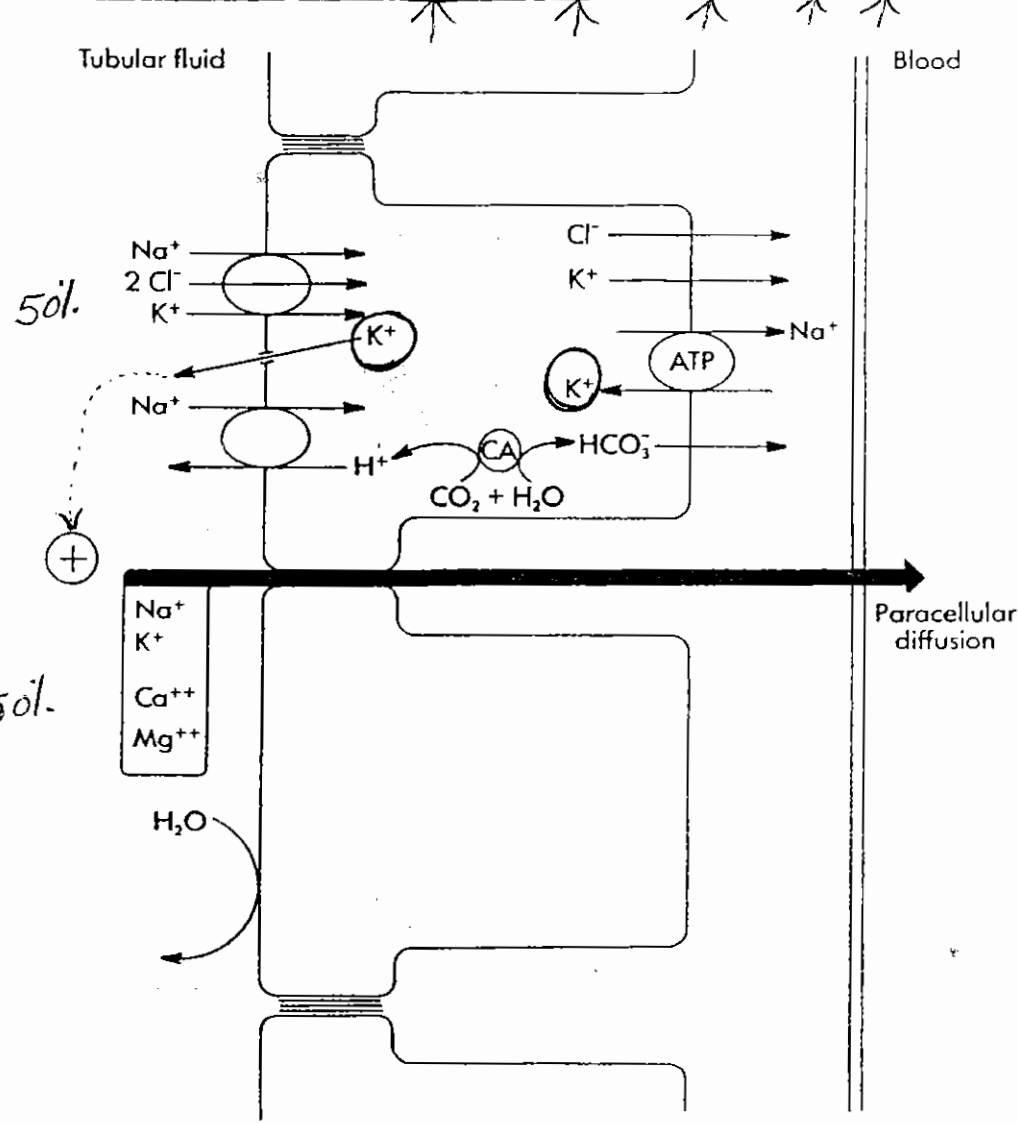 Tubular fluid
Blood
Na⁺
2 Cl⁻
K⁺
50%.
K⁺
Na⁺
H⁺
Cl⁻
K⁺
Na⁺
ATP
K⁺
CA
HCO₃⁻
CO₂ + H₂O
+
Na⁺
K⁺
Ca⁺⁺
Mg⁺⁺
50%.
Paracellular
diffusion
H₂O